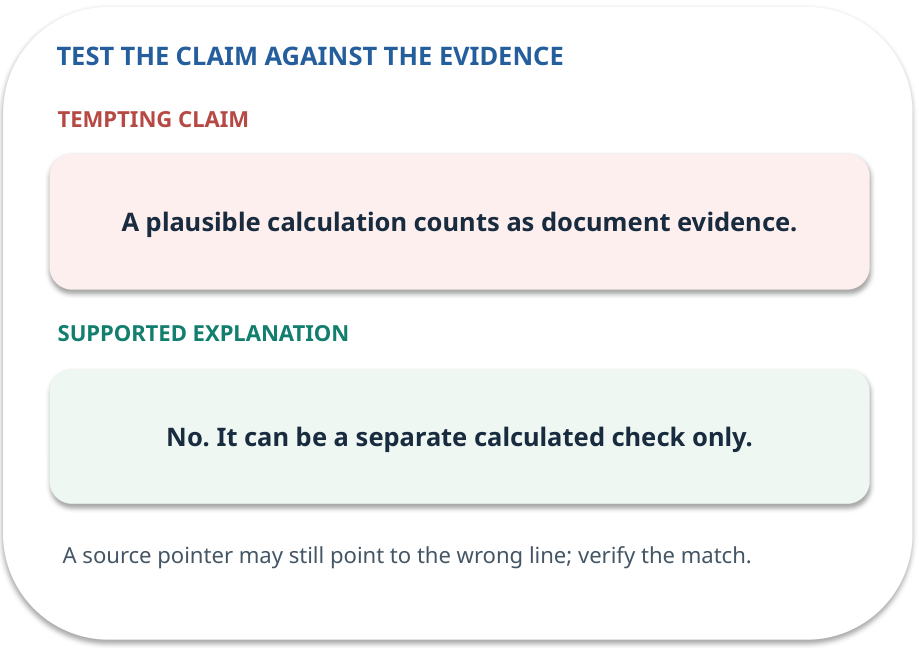 TEST THE CLAIM AGAINST THE EVIDENCE
TEMPTING CLAIM
A plausible calculation counts as document evidence.
SUPPORTED EXPLANATION
No. It can be a separate calculated check only.
A source pointer may still point to the wrong line; verify the match.